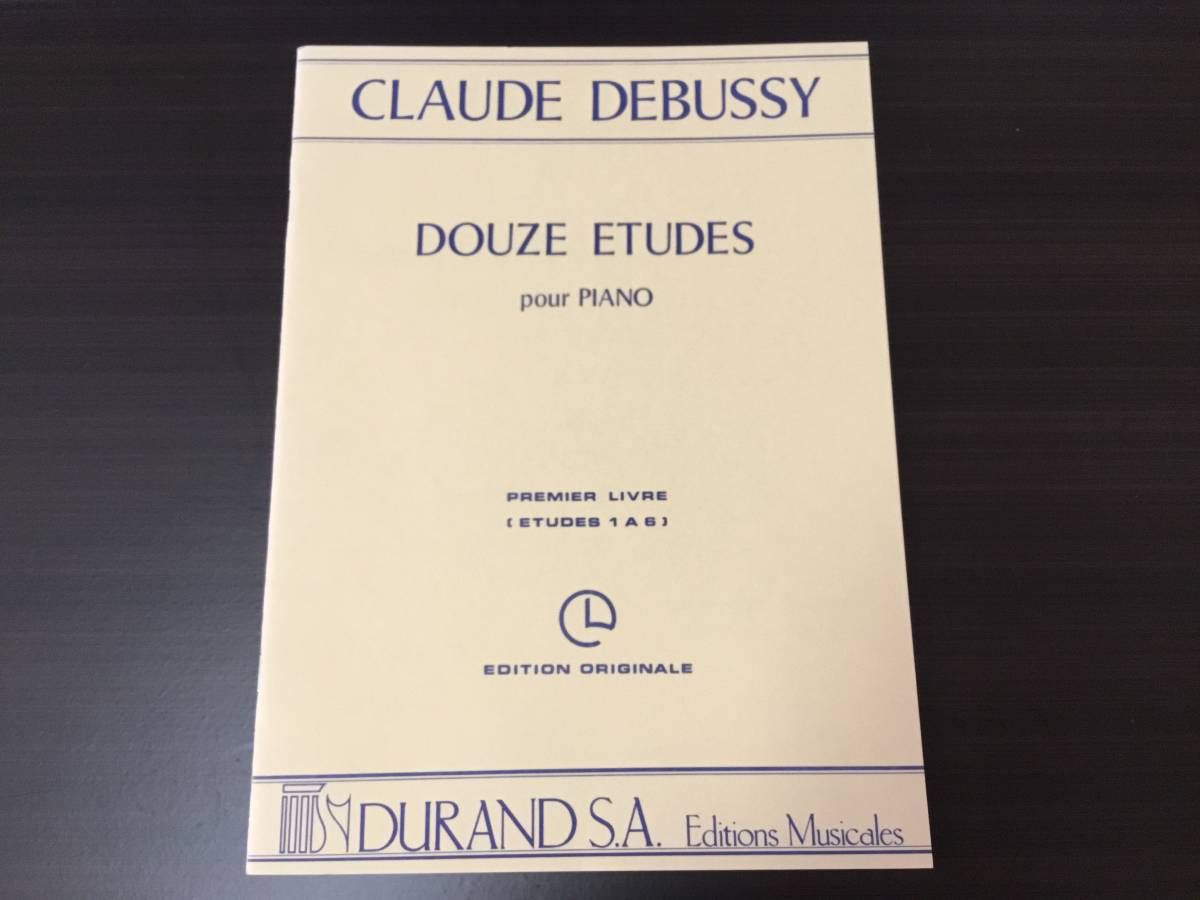 CLAUDE DEBUSSY
DOUZE ETUDES
pour PIANO
PREMIER LIVRE
( ETUDES 1 A 6 )
EDITION ORIGINALE
DURAND S.A. Editions Musicales